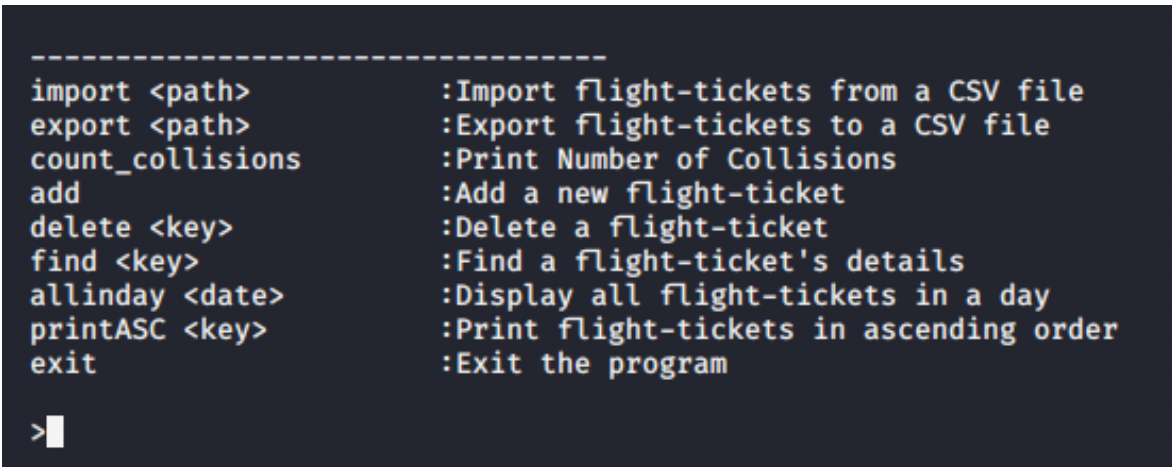 ----------------------------------
import <path> :Import flight-tickets from a CSV file
export <path> :Export flight-tickets to a CSV file
count_collisions :Print Number of Collisions
add :Add a new flight-ticket
delete <key> :Delete a flight-ticket
find <key> :Find a flight-ticket's details
allinday <date> :Display all flight-tickets in a day
printASC <key> :Print flight-tickets in ascending order
exit :Exit the program
>